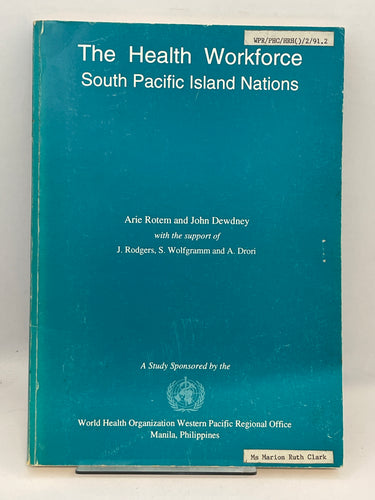 WPR/PHC/HRH()/2/91.2
The Health Workforce
South Pacific Island Nations
Arie Rotem and John Dewdney
with the support of
J. Rodgers, S. Wolfgramm and A. Drori
A Study Sponsored by the
World Health Organization Western Pacific Regional Office
Manila, Philippines
Ms Marion Ruth Clark